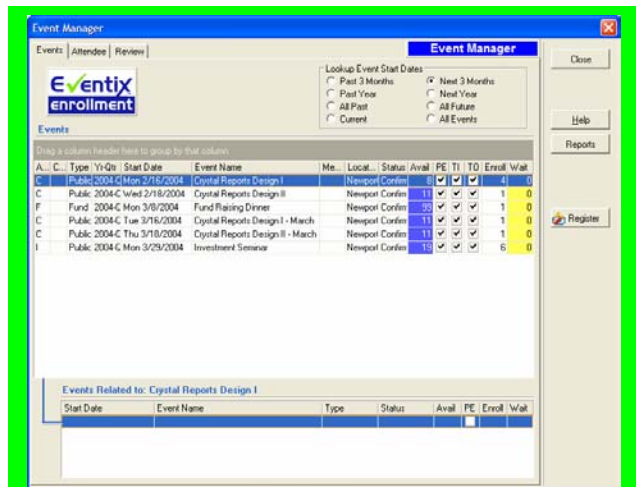 Event Manager
Events Attendee Review
Event Manager
Close
Lookup Event Start Dates
Past 3 Months Next 3 Months
Past Year Next Year
All Past All Future
Current All Events
Eventix
enrollment
Help
Reports
Register
Events
Drag a column header here to group by that column
A... C... Type Yr-Qtr Start Date Event Name Me... Locat... Status Avail PE TI TO Enroll Wait
C Public 2004-Q Mon 2/16/2004 Crystal Reports Design I Newport Confirm 8 4 0
C Public 2004-C Wed 2/18/2004 Crystal Reports Design II Newport Confirm 11 1 0
F Fund 2004-C Mon 3/8/2004 Fund Raising Dinner Newport Confirm 99 1 0
C Public 2004-C Tue 3/16/2004 Crystal Reports Design I - March Newport Confirm 11 1 0
C Public 2004-C Thu 3/18/2004 Crystal Reports Design II - March Newport Confirm 11 1 0
I Public 2004-C Mon 3/29/2004 Investment Seminar Newport Confirm 19 6 0
Events Related to: Crystal Reports Design I
Start Date Event Name Type Status Avail PE Enroll Wait